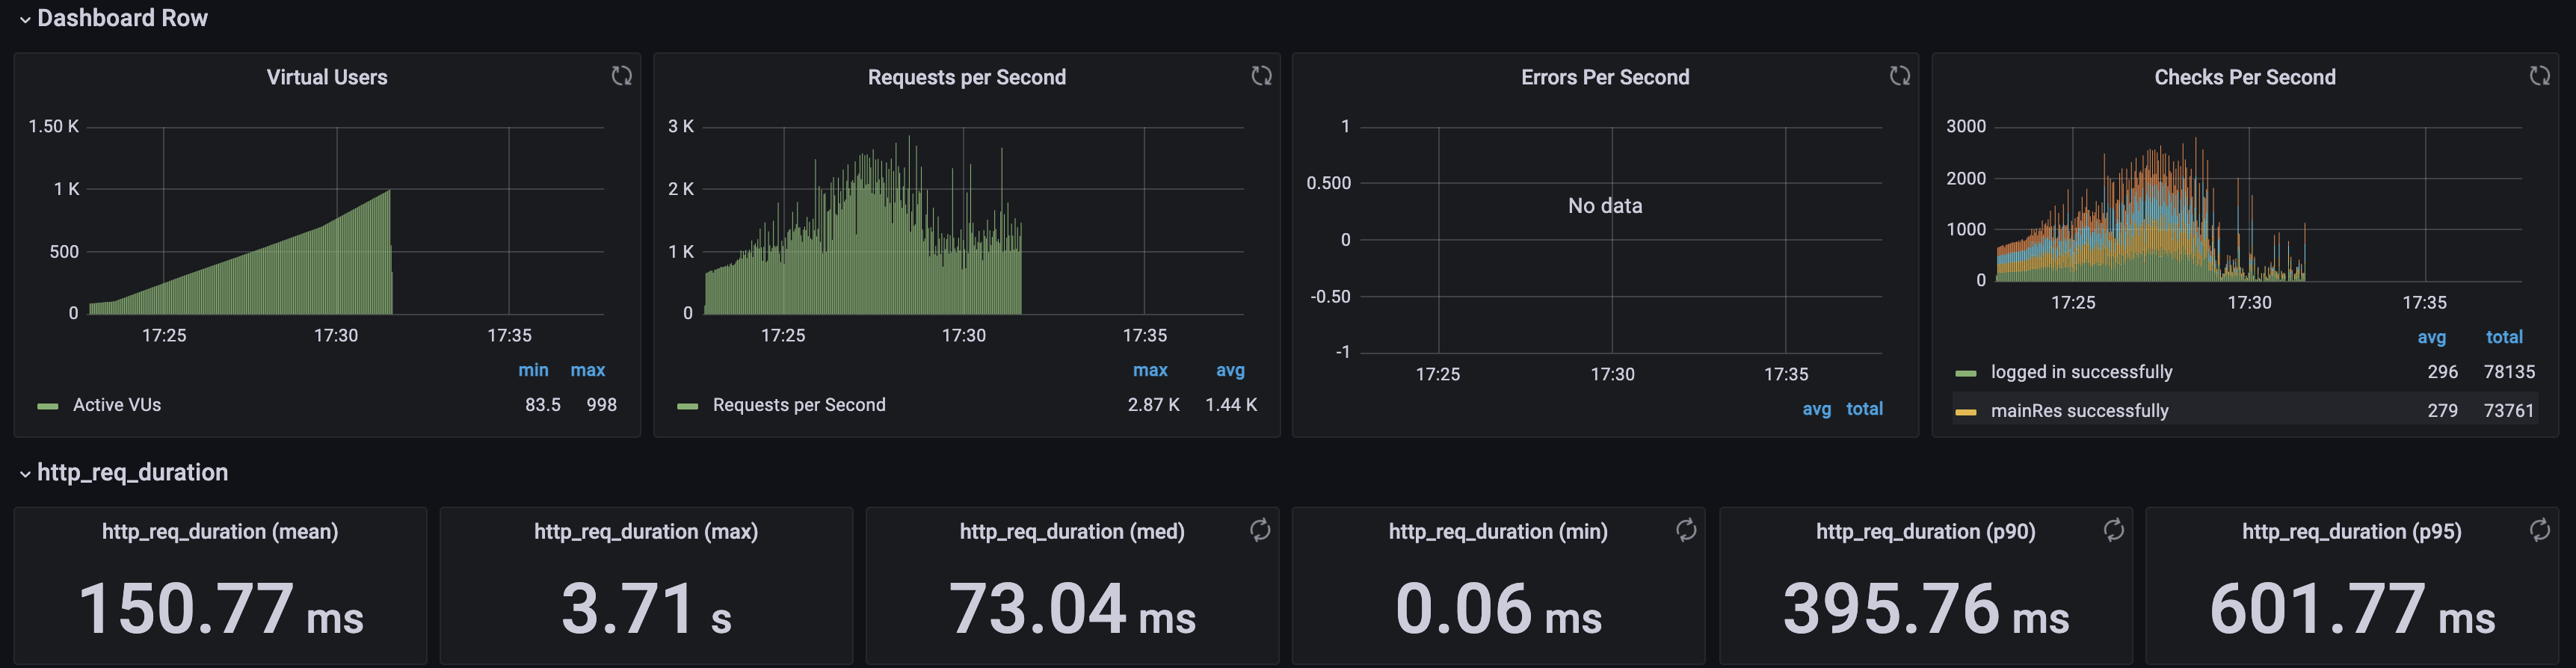 Dashboard Row
Virtual Users
1.50 K
1 K
500
0
17:25 17:30 17:35
min max
Active VUs 83.5 998
Requests per Second
3 K
2 K
1 K
0
17:25 17:30 17:35
max avg
Requests per Second 2.87 K 1.44 K
Errors Per Second
1
0.500
0
-0.50
-1
No data
17:25 17:30 17:35
avg total
Checks Per Second
3000
2000
1000
0
17:25 17:30 17:35
avg total
logged in successfully 296 78135
mainRes successfully 279 73761
http_req_duration
http_req_duration (mean)
150.77 ms
http_req_duration (max)
3.71 s
http_req_duration (med)
73.04 ms
http_req_duration (min)
0.06 ms
http_req_duration (p90)
395.76 ms
http_req_duration (p95)
601.77 ms